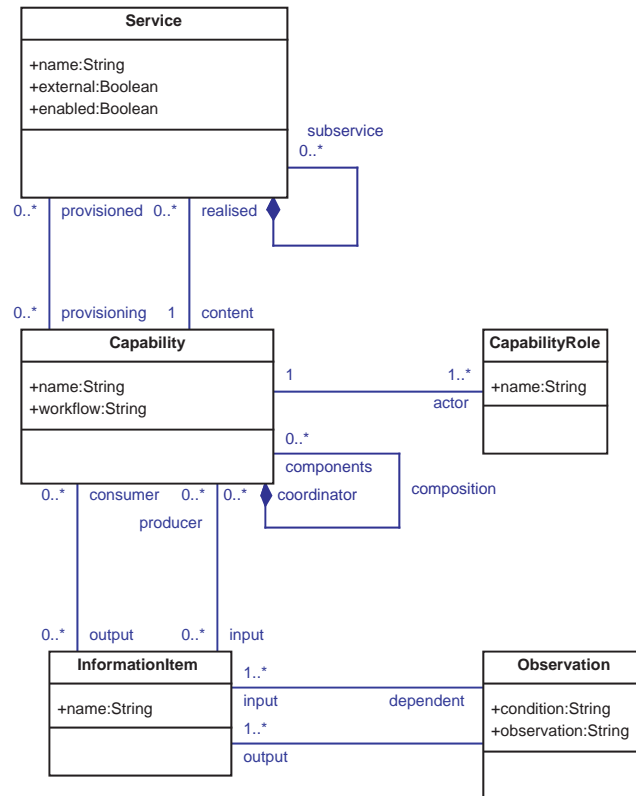 Service
+name:String
+external:Boolean
+enabled:Boolean
subservice
0..*
0..* provisioned 0..* realised
0..* provisioning 1 content
Capability
+name:String
+workflow:String
CapabilityRole
+name:String
1 1..*
actor
0..*
components
coordinator
composition
0..* consumer 0..* 0..*
producer
0..* output 0..* input
InformationItem
+name:String
Observation
+condition:String
+observation:String
1..*
input dependent
1..*
output